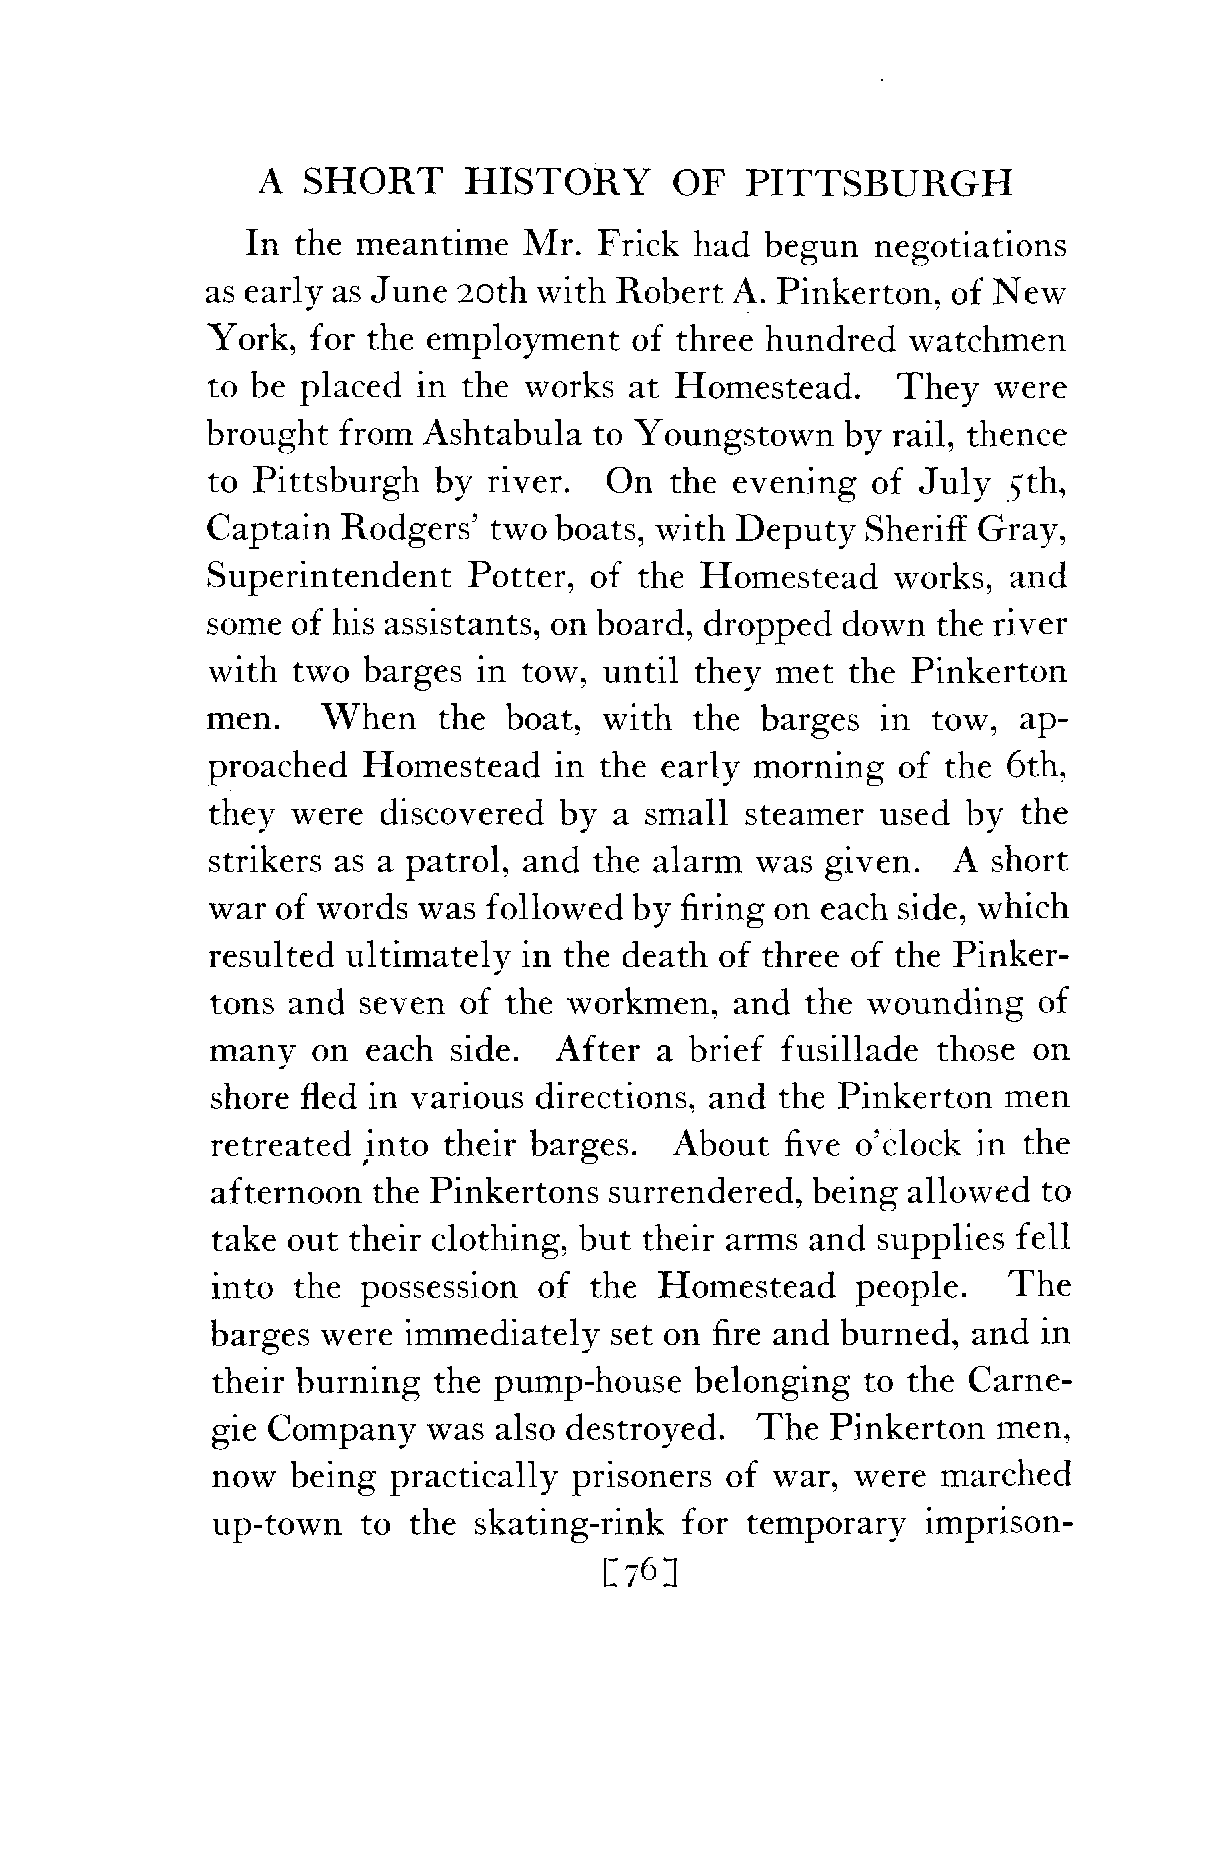 A SHORT HISTORY OF PITTSBURGH
In the meantime Mr. Frick had begun negotiations
as early as June 20th with Robert A. Pinkerton, of New
York, for the employment of three hundred watchmen
to be placed in the works at Homestead. They were
brought from Ashtabula to Youngstown by rail, thence
to Pittsburgh by river. On the evening of July 5th,
Captain Rodgers' two boats, with Deputy Sheriff Gray,
Superintendent Potter, of the Homestead works, and
some of his assistants, on board, dropped down the river
with two barges in tow, until they met the Pinkerton
men. When the boat, with the barges in tow, ap-
proached Homestead in the early morning of the 6th,
they were discovered by a small steamer used by the
strikers as a patrol, and the alarm was given. A short
war of words was followed by firing on each side, which
resulted ultimately in the death of three of the Pinker-
tons and seven of the workmen, and the wounding of
many on each side. After a brief fusillade those on
shore fled in various directions, and the Pinkerton men
retreated into their barges. About five o'clock in the
afternoon the Pinkertons surrendered, being allowed to
take out their clothing, but their arms and supplies fell
into the possession of the Homestead people. The
barges were immediately set on fire and burned, and in
their burning the pump-house belonging to the Carne-
gie Company was also destroyed. The Pinkerton men,
now being practically prisoners of war, were marched
up-town to the skating-rink for temporary imprison-
[76]